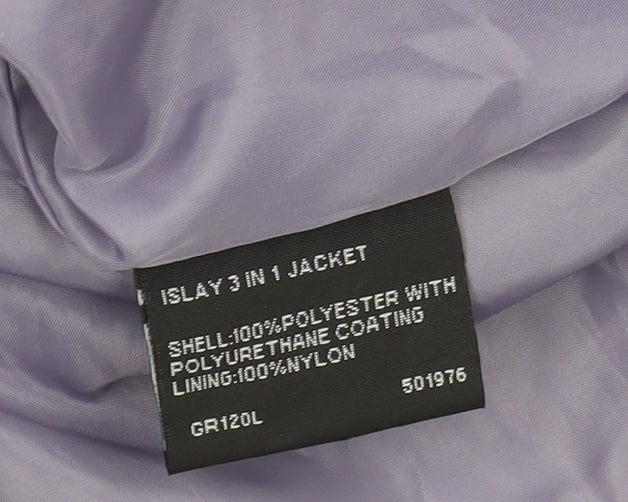 ISLAY 3 IN 1 JACKET
SHELL:100%POLYESTER WITH
POLYURETHANE COATING
LINING:100%NYLON
501976
GR120L